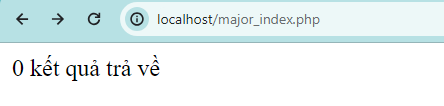 localhost/major_index.php
0 kết quả trả về